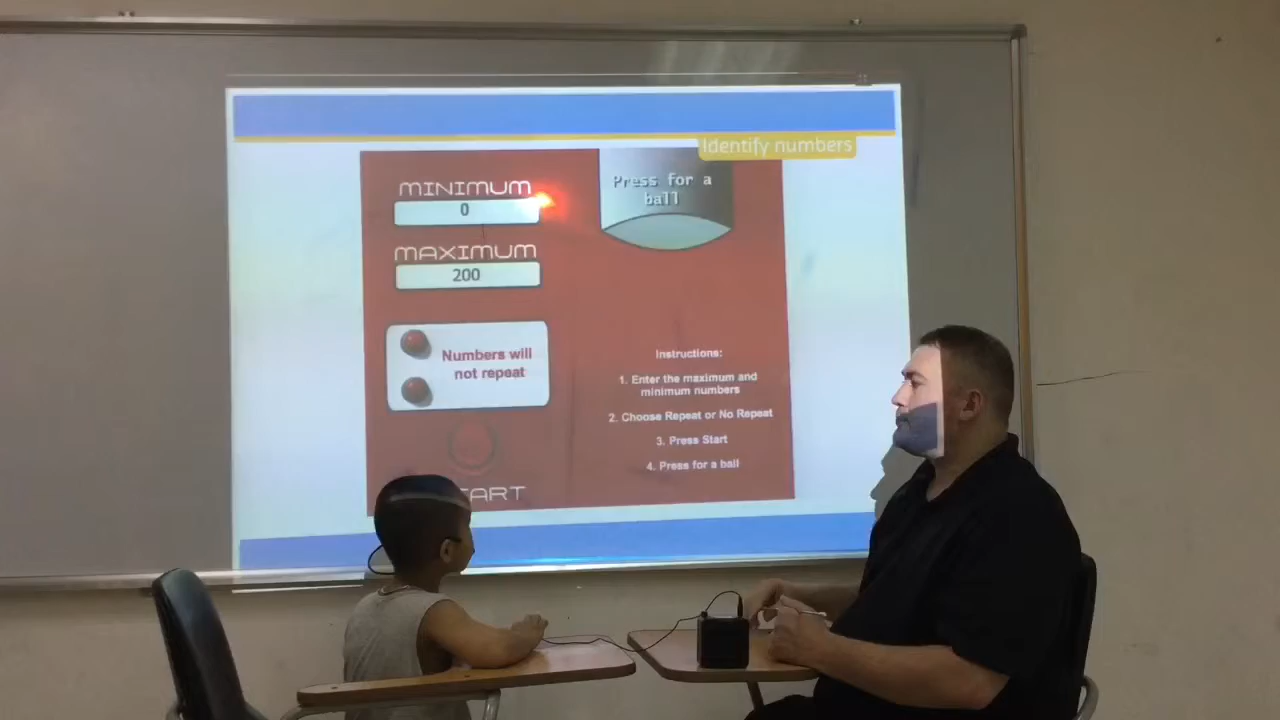 Identify numbers
MINIMUM
0
MAXIMUM
200
Numbers will
not repeat
Press for a
ball
Instructions:
1. Enter the maximum and
minimum numbers
2. Choose Repeat or No Repeat
3. Press Start
4. Press for a ball